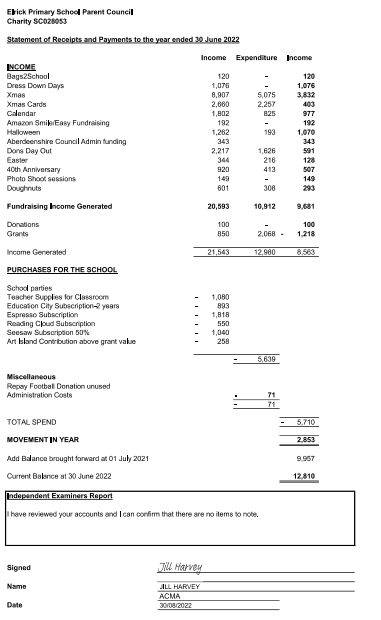 Elrick Primary School Parent Council
Charity SC028053
Statement of Receipts and Payments to the year ended 30 June 2022
Income Expenditure Income
INCOME
Bags2School 120 - 120
Dress Down Days 1,076 - 1,076
Xmas 8,907 5,075 3,832
Xmas Cards 2,660 2,257 403
Calendar 1,802 825 977
Amazon Smile/Easy Fundraising 192 - 192
Halloween 1,262 193 1,070
Aberdeenshire Council Admin funding 343 343
Dons Day Out 2,217 1,626 591
Easter 344 216 128
40th Anniversary 920 413 507
Photo Shoot sessions 149 - 149
Doughnuts 601 308 293
Fundraising Income Generated 20,593 10,912 9,681
Donations 100 - 100
Grants 850 2,068 - 1,218
Income Generated 21,543 12,980 8,563
PURCHASES FOR THE SCHOOL
School parties
Teacher Supplies for Classroom - 1,080
Education City Subscription-2 years - 893
Espresso Subscription - 1,818
Reading Cloud Subscription - 550
Seesaw Subscription 50% - 1,040
Art Island Contribution above grant value - 258
- 5,639
Miscellaneous
Repay Football Donation unused
Administration Costs - 71
- 71
TOTAL SPEND - 5,710
MOVEMENT IN YEAR 2,853
Add Balance brought forward at 01 July 2021 9,957
Current Balance at 30 June 2022 12,810
Independent Examiners Report
I have reviewed your accounts and I can confirm that there are no items to note.
Signed Jill Harvey
Name JILL HARVEY
ACMA
Date 30/08/2022